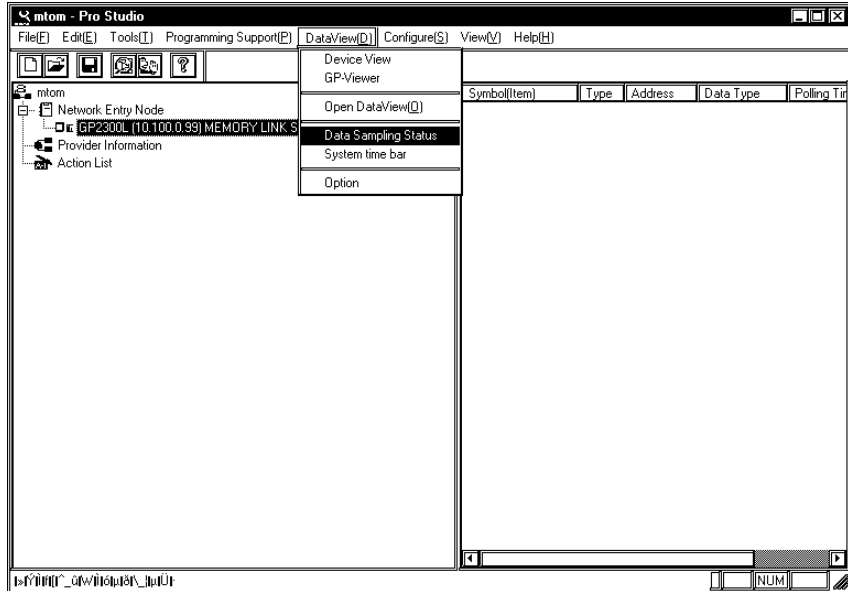 mtom - Pro Studio
File(F) Edit(E) Tools(T) Programming Support(P) DataView(D) Configure(S) View(V) Help(H)
Device View
GP-Viewer
Open DataView(O)
Data Sampling Status
System time bar
Option
mtom
Network Entry Node
GP2300L (10.100.0.99) MEMORY LINK S
Provider Information
Action List
Symbol(Item) Type Address Data Type Polling Tim
NUM